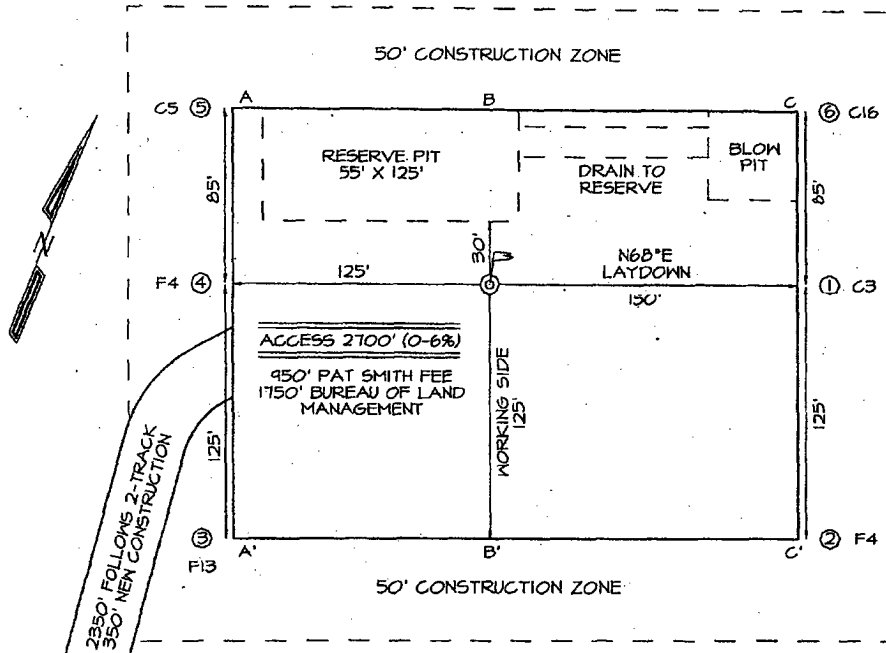 50' CONSTRUCTION ZONE
C5 ⑤ A B C ⑥ C16
RESERVE PIT
55' X 125'
DRAIN TO
RESERVE
BLOW
PIT
85'
85'
30'
N
F4 ④ 125'
N68°E
LAYDOWN
150'
① C3
ACCESS 2700' (0-6%)
950' PAT SMITH FEE
1750' BUREAU OF LAND
MANAGEMENT
WORKING SIDE
125'
125'
125'
2350' FOLLOWS 2-TRACK
350' NEW CONSTRUCTION
③ A' B' C' ② F4
F13
50' CONSTRUCTION ZONE